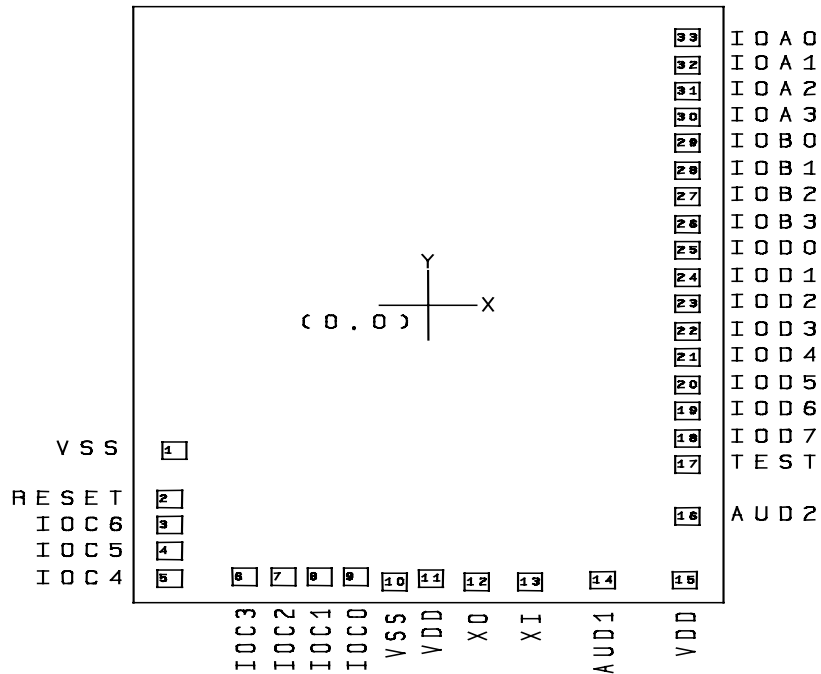 33 IOA0
32 IOA1
31 IOA2
30 IOA3
29 IOB0
28 IOB1
27 IOB2
26 IOB3
25 IOD0
Y
24 IOD1
X
23 IOD2
(0.0)
22 IOD3
21 IOD4
20 IOD5
19 IOD6
18 IOD7
VSS 1
17 TEST
RESET 2
16 AUD2
IOC6 3
IOC5 4
IOC4 5
6 7 8 9 10 11 12 13 14 15
IOC3
IOC2
IOC1
IOC0
VSS
VDD
XO
XI
AUD1
VDD